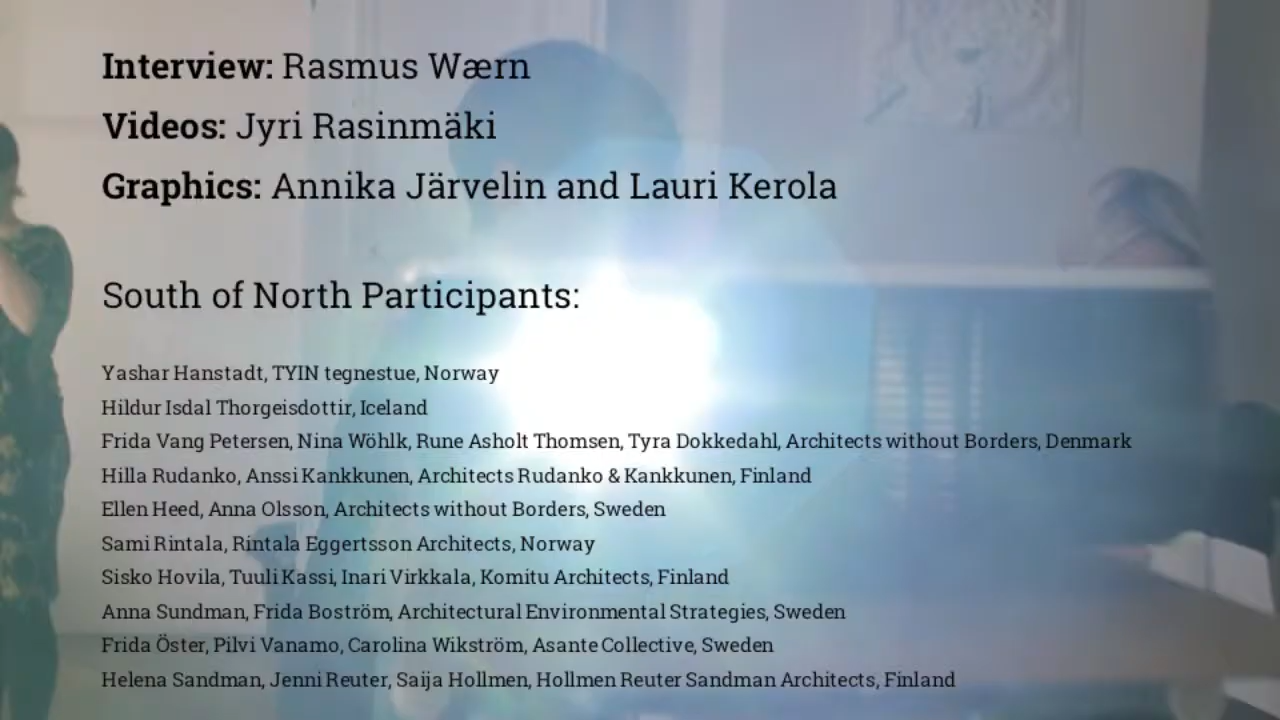 Interview: Rasmus Wærn
Videos: Jyri Rasinmäki
Graphics: Annika Järvelin and Lauri Kerola
South of North Participants:
Yashar Hanstadt, TYIN tegnestue, Norway
Hildur Isdal Thorgeisdottir, Iceland
Frida Vang Petersen, Nina Wöhlk, Rune Asholt Thomsen, Tyra Dokkedahl, Architects without Borders, Denmark
Hilla Rudanko, Anssi Kankkunen, Architects Rudanko & Kankkunen, Finland
Ellen Heed, Anna Olsson, Architects without Borders, Sweden
Sami Rintala, Rintala Eggertsson Architects, Norway
Sisko Hovila, Tuuli Kassi, Inari Virkkala, Komitu Architects, Finland
Anna Sundman, Frida Boström, Architectural Environmental Strategies, Sweden
Frida Öster, Pilvi Vanamo, Carolina Wikström, Asante Collective, Sweden
Helena Sandman, Jenni Reuter, Saija Hollmen, Hollmen Reuter Sandman Architects, Finland